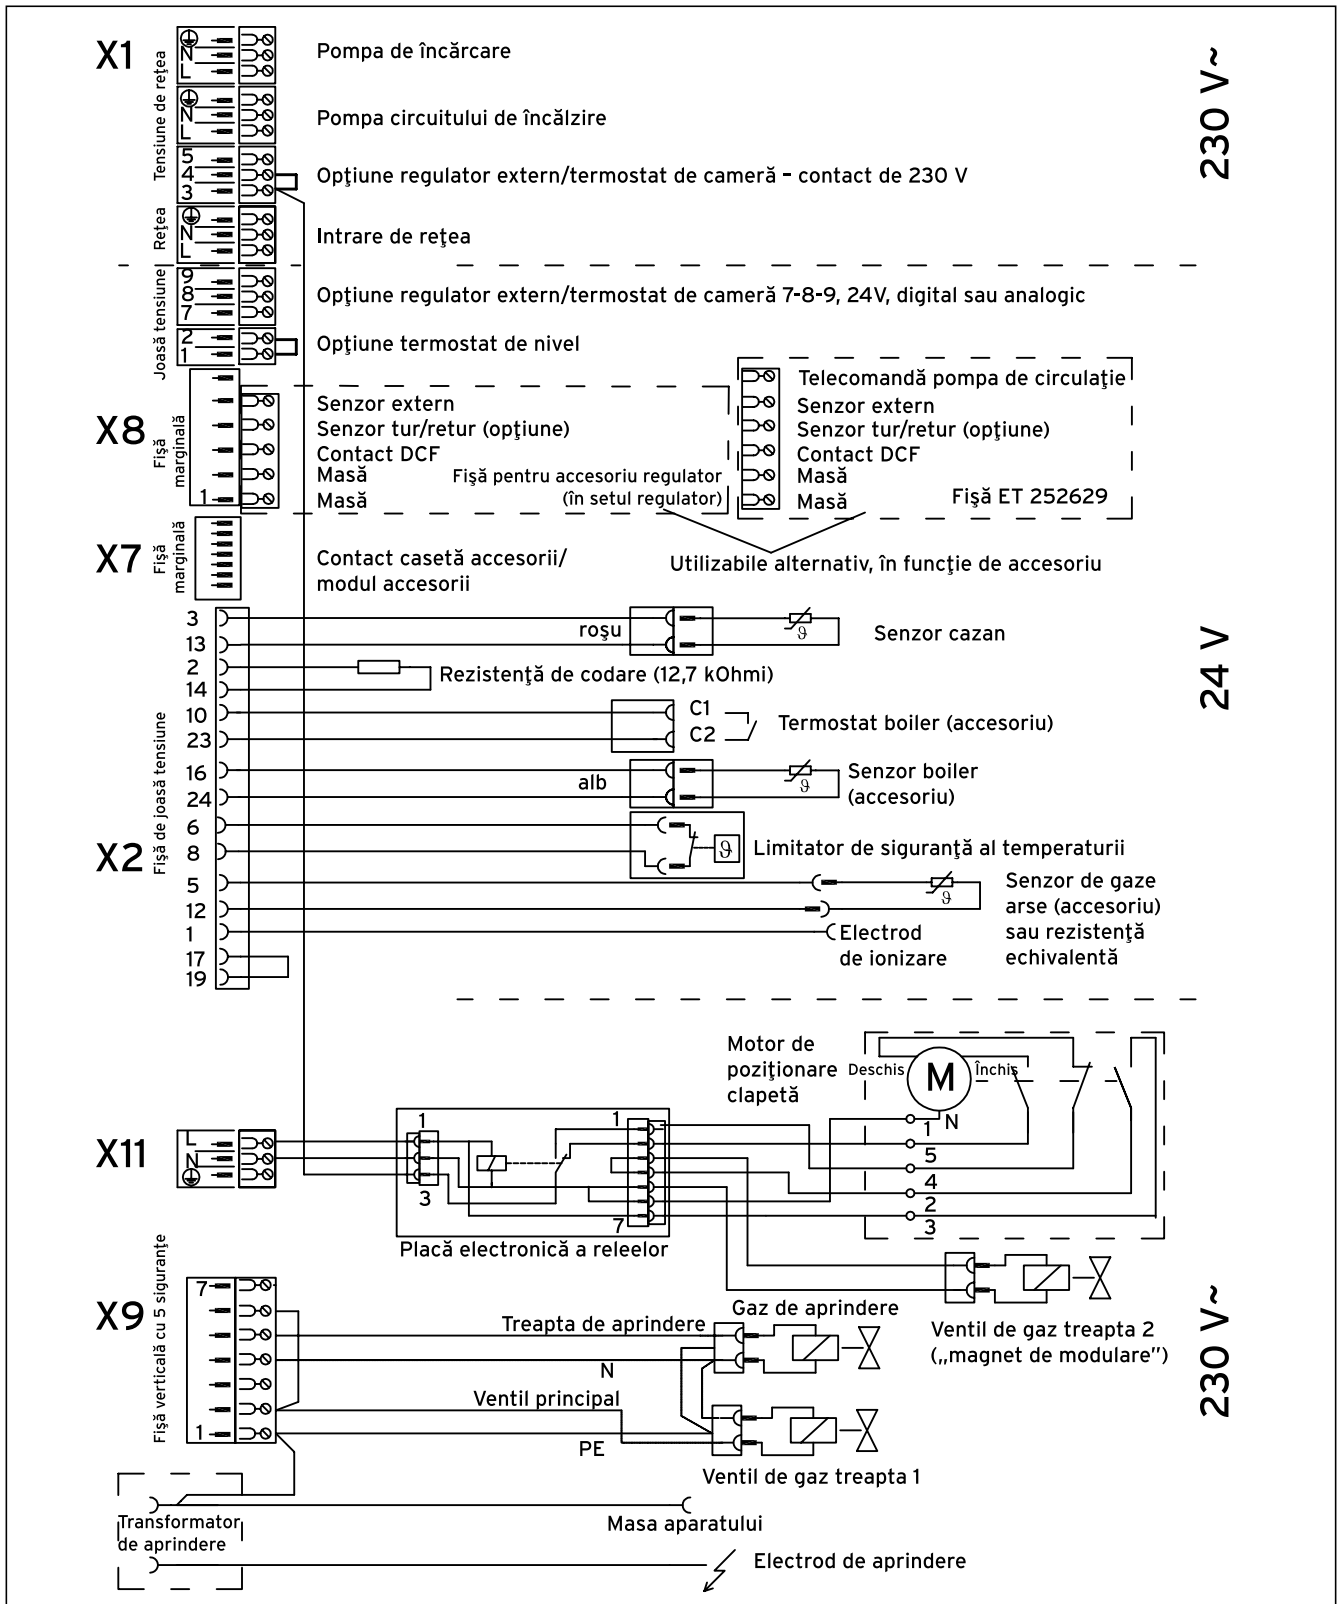 X1
Tensiune de reţea
N
L
Pompa de încărcare
N
L
Pompa circuitului de încălzire
5
4
3
Opţiune regulator extern/termostat de cameră – contact de 230 V
230 V~
Reţea
N
L
Intrare de reţea
Joasă tensiune
9
8
7
Opţiune regulator extern/termostat de cameră 7-8-9, 24V, digital sau analogic
2
1
Opţiune termostat de nivel
X8
Fişă
marginală
1
Senzor extern
Senzor tur/retur (opţiune)
Contact DCF
Masă
Masă
Fişă pentru accesoriu regulator
(în setul regulator)
Telecomandă pompa de circulaţie
Senzor extern
Senzor tur/retur (opţiune)
Contact DCF
Masă
Masă
Fişă ET 252629
X7
Fişă
marginală
Contact casetă accesorii/
modul accesorii
Utilizabile alternativ, în funcţie de accesoriu
24 V
X2
Fişă de joasă tensiune
3
13
roşu
ϑ
Senzor cazan
2
14
Rezistenţă de codare (12,7 kOhmi)
10
23
C1
C2
Termostat boiler (accesoriu)
16
24
alb
ϑ
Senzor boiler
(accesoriu)
6
8
ϑ
Limitator de siguranţă al temperaturii
5
12
ϑ
Senzor de gaze
arse (accesoriu)
sau rezistenţă
echivalentă
1
Electrod
de ionizare
17
19
Motor de
poziţionare
clapetă
Deschis
M
Închis
N
1
5
4
2
3
X11
L
N
1
3
1
7
Placă electronică a releelor
230 V~
Ventil de gaz treapta 2
(„magnet de modulare”)
X9
Fişă verticală cu 5 siguranţe
7
1
Treapta de aprindere
Gaz de aprindere
N
Ventil principal
PE
Ventil de gaz treapta 1
Transformator
de aprindere
Masa aparatului
Electrod de aprindere